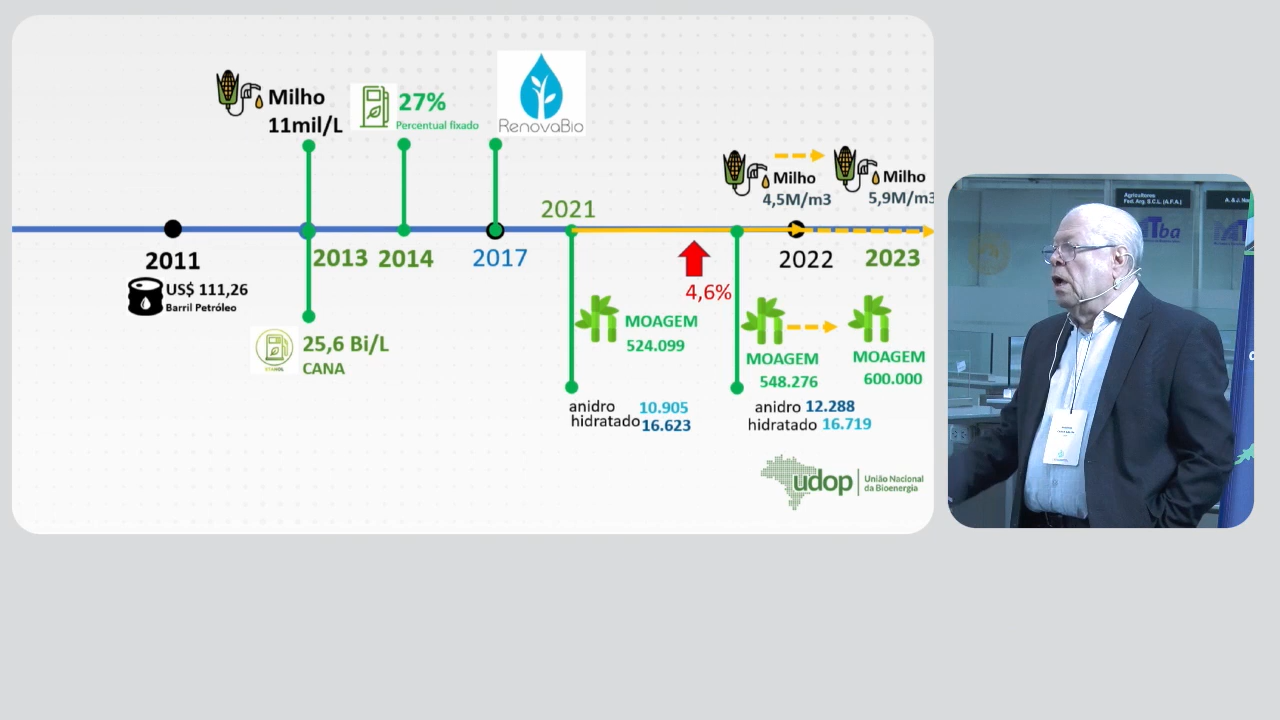 Milho
11mil/L
27%
Percentual fixado
RenovaBio
Milho
4,5M/m3
Milho
5,9M/m3
2021
2011
2013
2014
2017
2022
2023
US$ 111,26
Barril Petróleo
4,6%
25,6 Bi/L
CANA
MOAGEM
524.099
MOAGEM
548.276
MOAGEM
600.000
anidro 10.905
hidratado 16.623
anidro 12.288
hidratado 16.719
udop
União Nacional
da Bioenergia
Agricultores
Fed. Arg. S.C.L. (A.F.A.)